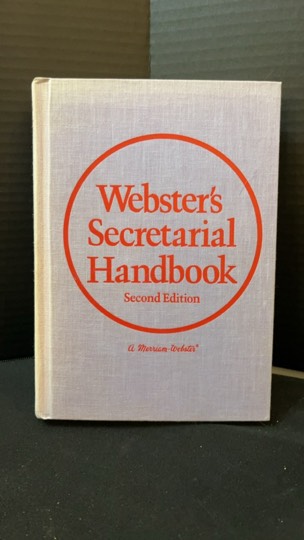 Webster's
Secretarial
Handbook
Second Edition
A Merriam-Webster®